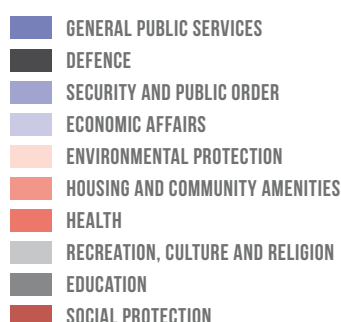 GENERAL PUBLIC SERVICES
DEFENCE
SECURITY AND PUBLIC ORDER
ECONOMIC AFFAIRS
ENVIRONMENTAL PROTECTION
HOUSING AND COMMUNITY AMENITIES
HEALTH
RECREATION, CULTURE AND RELIGION
EDUCATION
SOCIAL PROTECTION